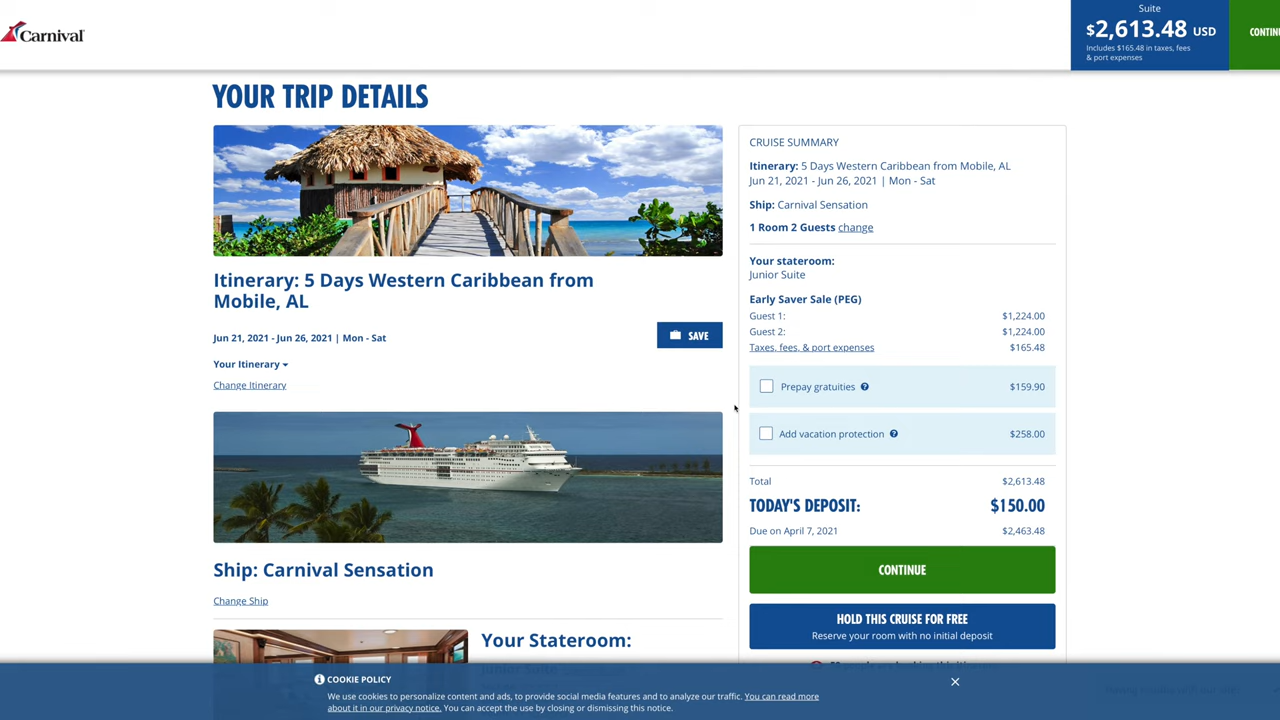 Carnival
Suite
$2,613.48 USD
Includes $165.48 in taxes, fees
& port expenses
YOUR TRIP DETAILS
Itinerary: 5 Days Western Caribbean from
Mobile, AL
Jun 21, 2021 - Jun 26, 2021 | Mon - Sat
SAVE
Your Itinerary
Change Itinerary
Ship: Carnival Sensation
Change Ship
Your Stateroom:
Junior Suite
CRUISE SUMMARY
Itinerary: 5 Days Western Caribbean from Mobile, AL
Jun 21, 2021 - Jun 26, 2021 | Mon - Sat
Ship: Carnival Sensation
1 Room 2 Guests change
Your stateroom:
Junior Suite
Early Saver Sale (PEG)
Guest 1: $1,224.00
Guest 2: $1,224.00
Taxes, fees, & port expenses $165.48
Prepay gratuities ? $159.90
Add vacation protection ? $258.00
Total $2,613.48
TODAY'S DEPOSIT: $150.00
Due on April 7, 2021 $2,463.48
CONTINUE
HOLD THIS CRUISE FOR FREE
Reserve your room with no initial deposit
COOKIE POLICY
We use cookies to personalize content and ads, to provide social media features and to analyze our traffic. You can read more
about it in our privacy notice. You can accept the use by closing or dismissing this notice.